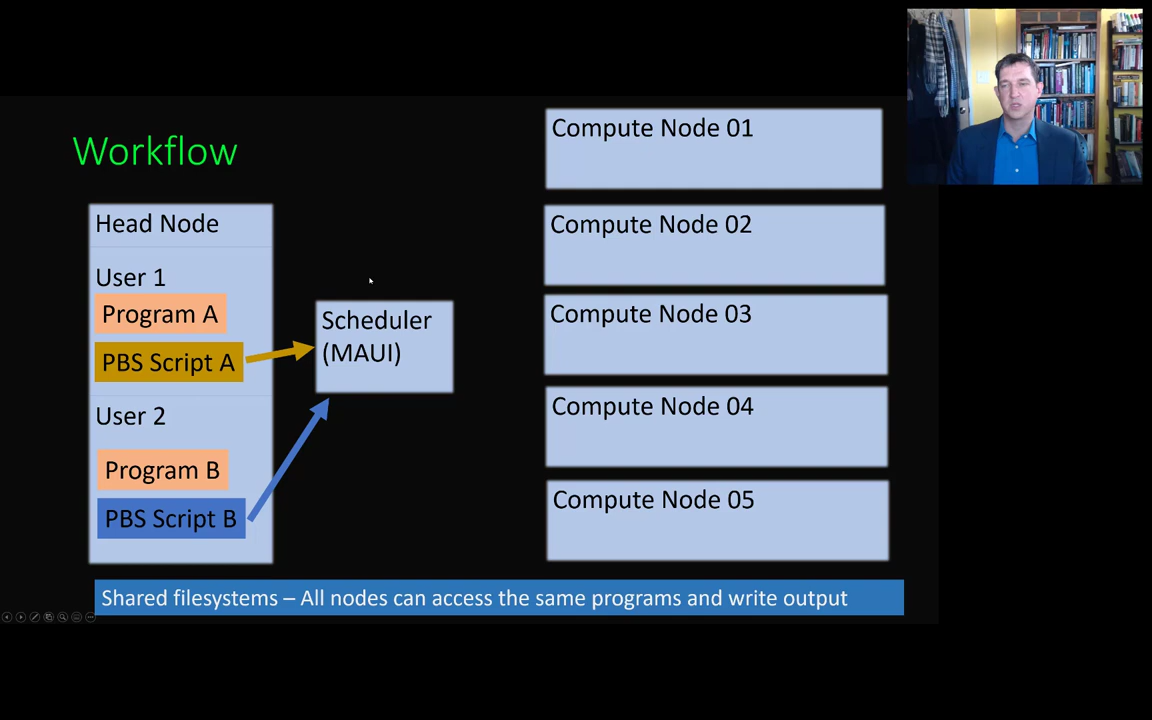 Workflow
Head Node
User 1
Program A
PBS Script A
User 2
Program B
PBS Script B
Scheduler
(MAUI)
Compute Node 01
Compute Node 02
Compute Node 03
Compute Node 04
Compute Node 05
Shared filesystems – All nodes can access the same programs and write output